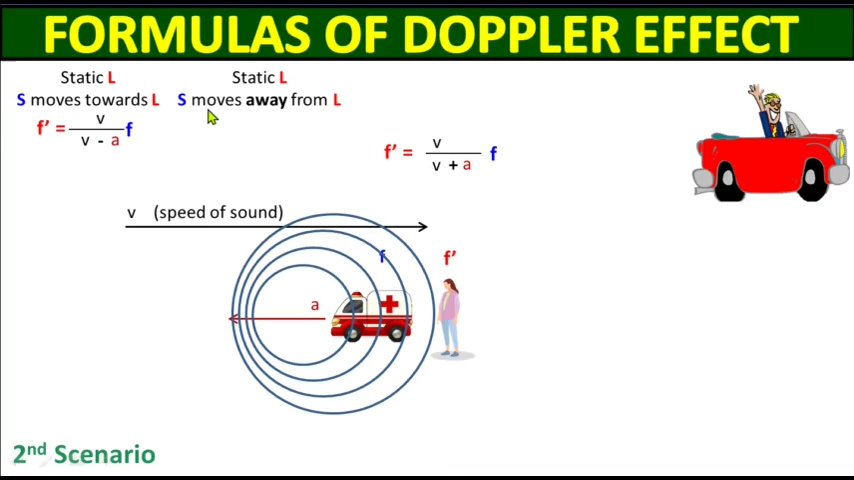 FORMULAS OF DOPPLER EFFECT
Static L
S moves towards L
f' = v / v - a f
Static L
S moves away from L
f' = v / v + a f
v (speed of sound)
f
f'
a
2nd Scenario